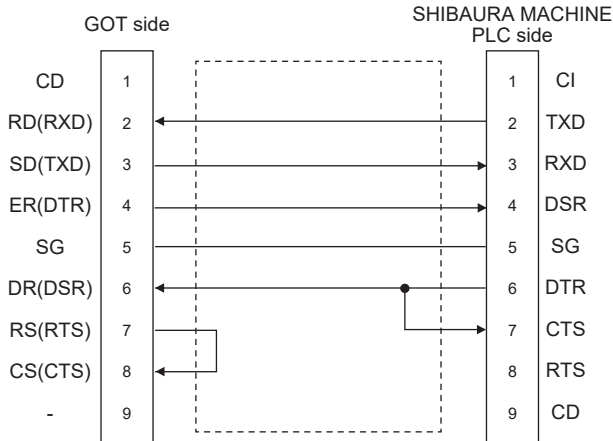 GOT side
SHIBAURA MACHINE
PLC side
CD 1 1 CI
RD(RXD) 2 2 TXD
SD(TXD) 3 3 RXD
ER(DTR) 4 4 DSR
SG 5 5 SG
DR(DSR) 6 6 DTR
RS(RTS) 7 7 CTS
CS(CTS) 8 8 RTS
- 9 9 CD